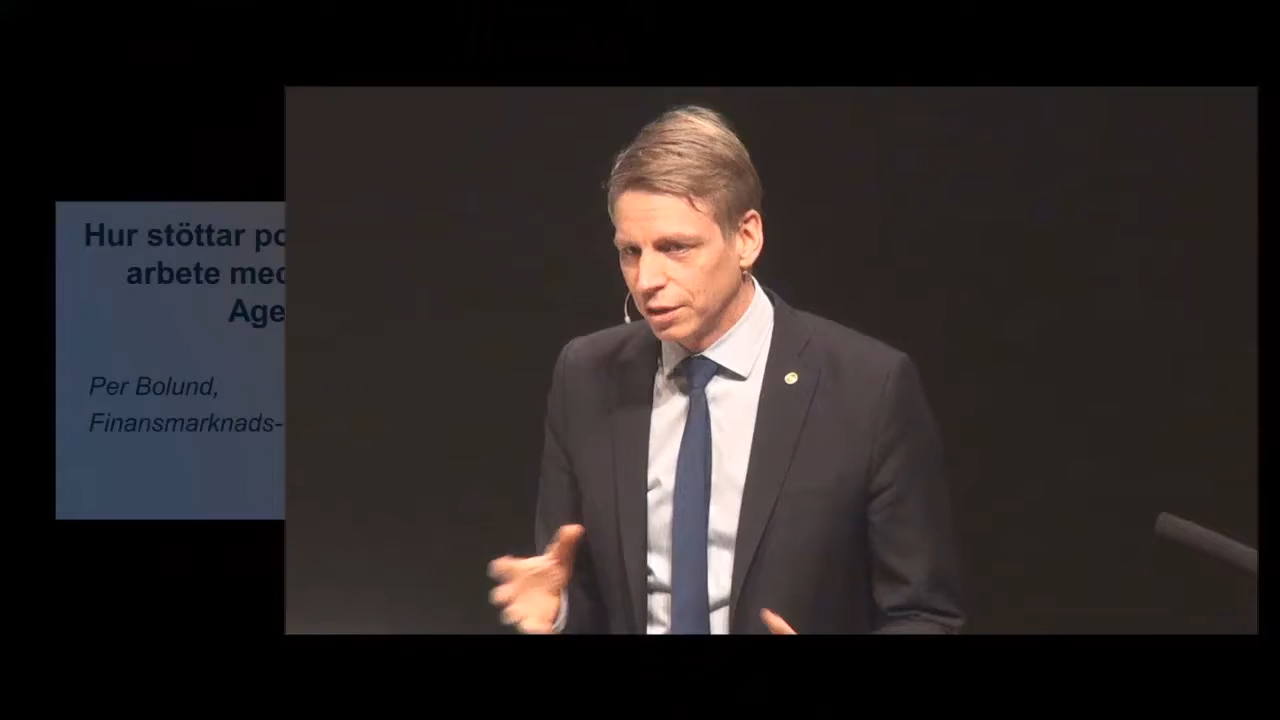 Hur stöttar po
arbete med
Age
Per Bolund,
Finansmarknads-